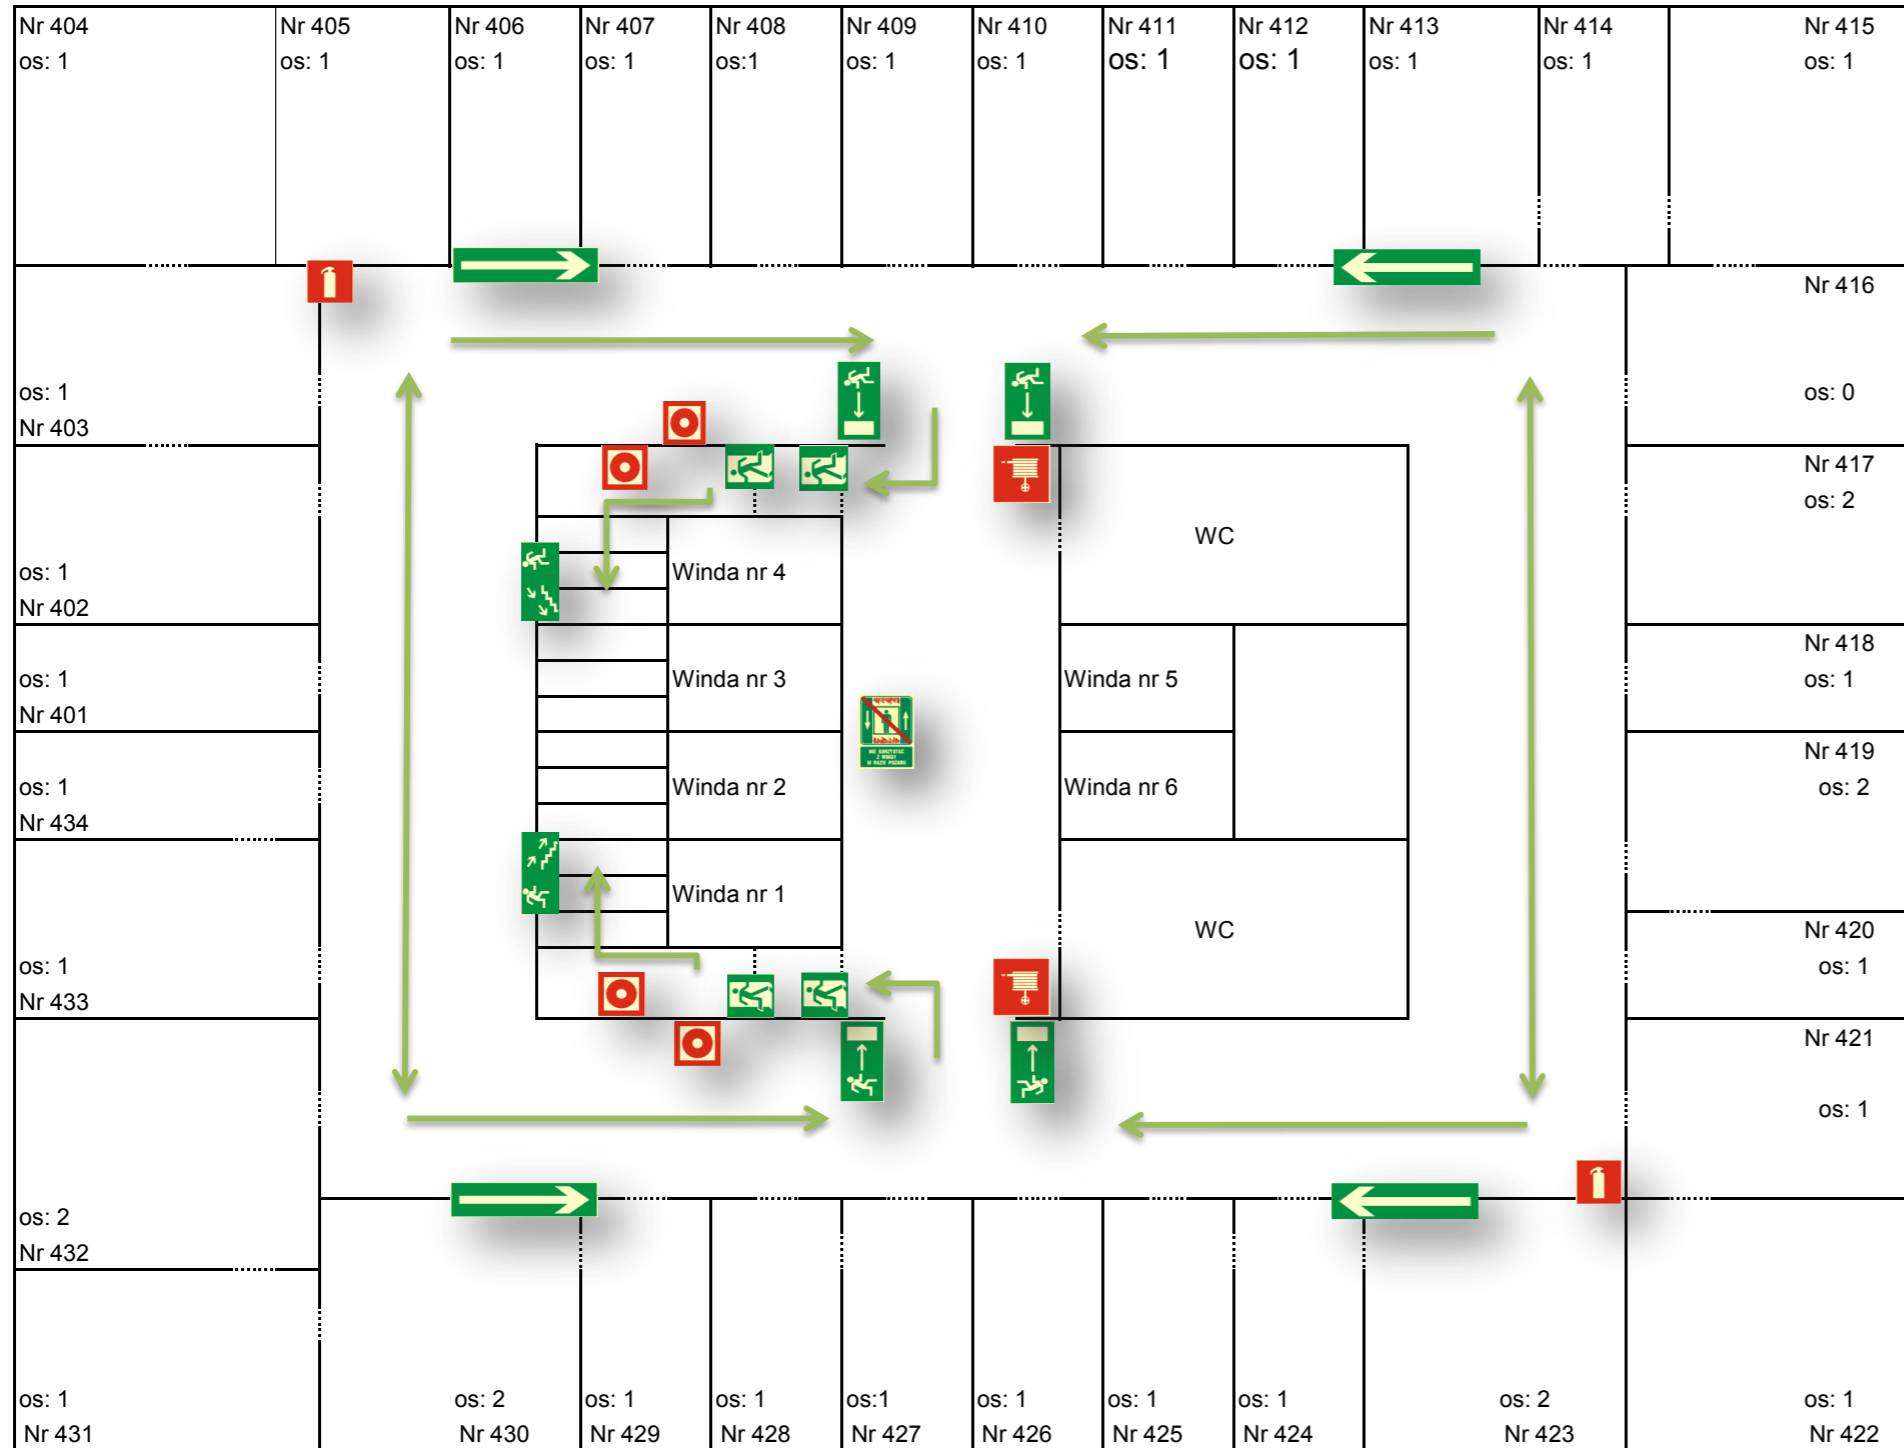 Nr 404
os: 1
Nr 405
os: 1
Nr 406
os: 1
Nr 407
os: 1
Nr 408
os:1
Nr 409
os: 1
Nr 410
os: 1
Nr 411
os: 1
Nr 412
os: 1
Nr 413
os: 1
Nr 414
os: 1
Nr 415
os: 1
Nr 416
os: 0
os: 1
Nr 403
Nr 417
os: 2
WC
Winda nr 4
os: 1
Nr 402
Nr 418
os: 1
os: 1
Nr 401
Winda nr 3
Winda nr 5
NIE KORZYSTAĆ
Z WINDY
W RAZIE POŻARU
Nr 419
os: 2
os: 1
Nr 434
Winda nr 2
Winda nr 6
Winda nr 1
WC
Nr 420
os: 1
os: 1
Nr 433
Nr 421
os: 1
os: 2
Nr 432
os: 1
Nr 431
os: 2
Nr 430
os: 1
Nr 429
os: 1
Nr 428
os:1
Nr 427
os: 1
Nr 426
os: 1
Nr 425
os: 1
Nr 424
os: 2
Nr 423
os: 1
Nr 422